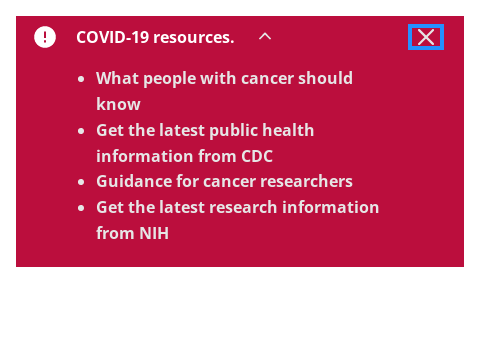 COVID-19 resources.
What people with cancer should
know
Get the latest public health
information from CDC
Guidance for cancer researchers
Get the latest research information
from NIH